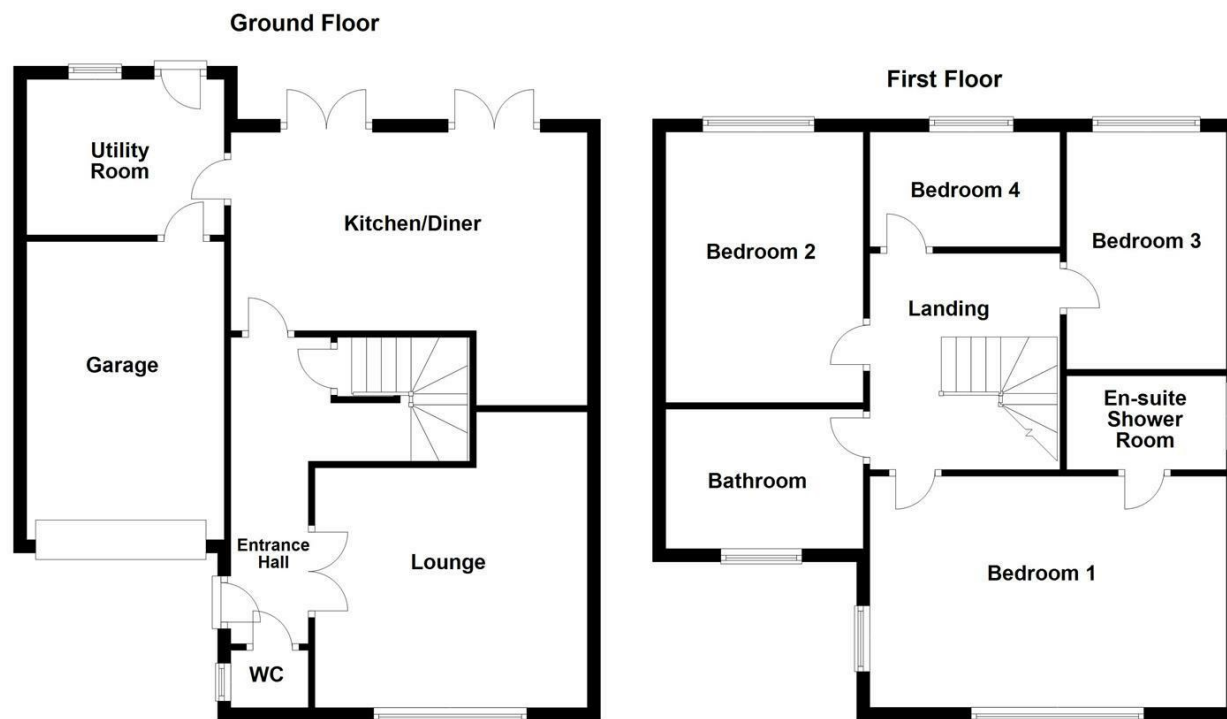 Ground Floor
Utility
Room
Kitchen/Diner
Garage
Entrance
Hall
Lounge
WC
First Floor
Bedroom 2
Bedroom 4
Bedroom 3
Landing
En-suite
Shower
Room
Bathroom
Bedroom 1